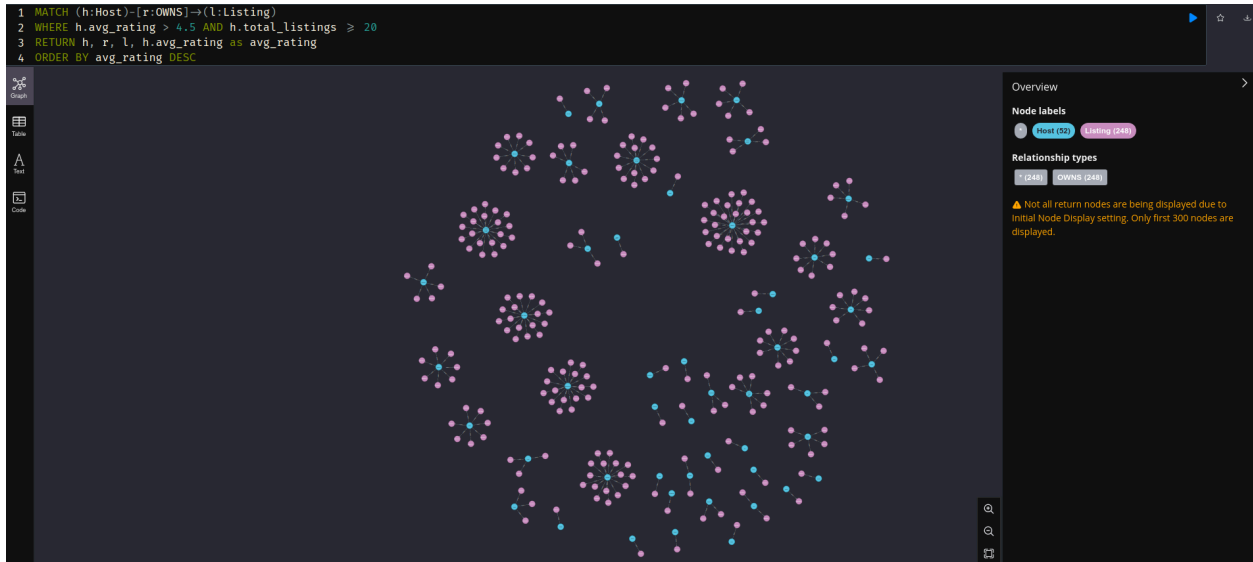 1 MATCH (h:Host)-[r:OWNS]→(l:Listing)
2 WHERE h.avg_rating > 4.5 AND h.total_listings ⩾ 20
3 RETURN h, r, l, h.avg_rating as avg_rating
4 ORDER BY avg_rating DESC
Graph
Table
A
Text
Code
Overview
Node labels
* Host (52) Listing (248)
Relationship types
* (248) OWNS (248)
Not all return nodes are being displayed due to
Initial Node Display setting. Only first 300 nodes are
displayed.